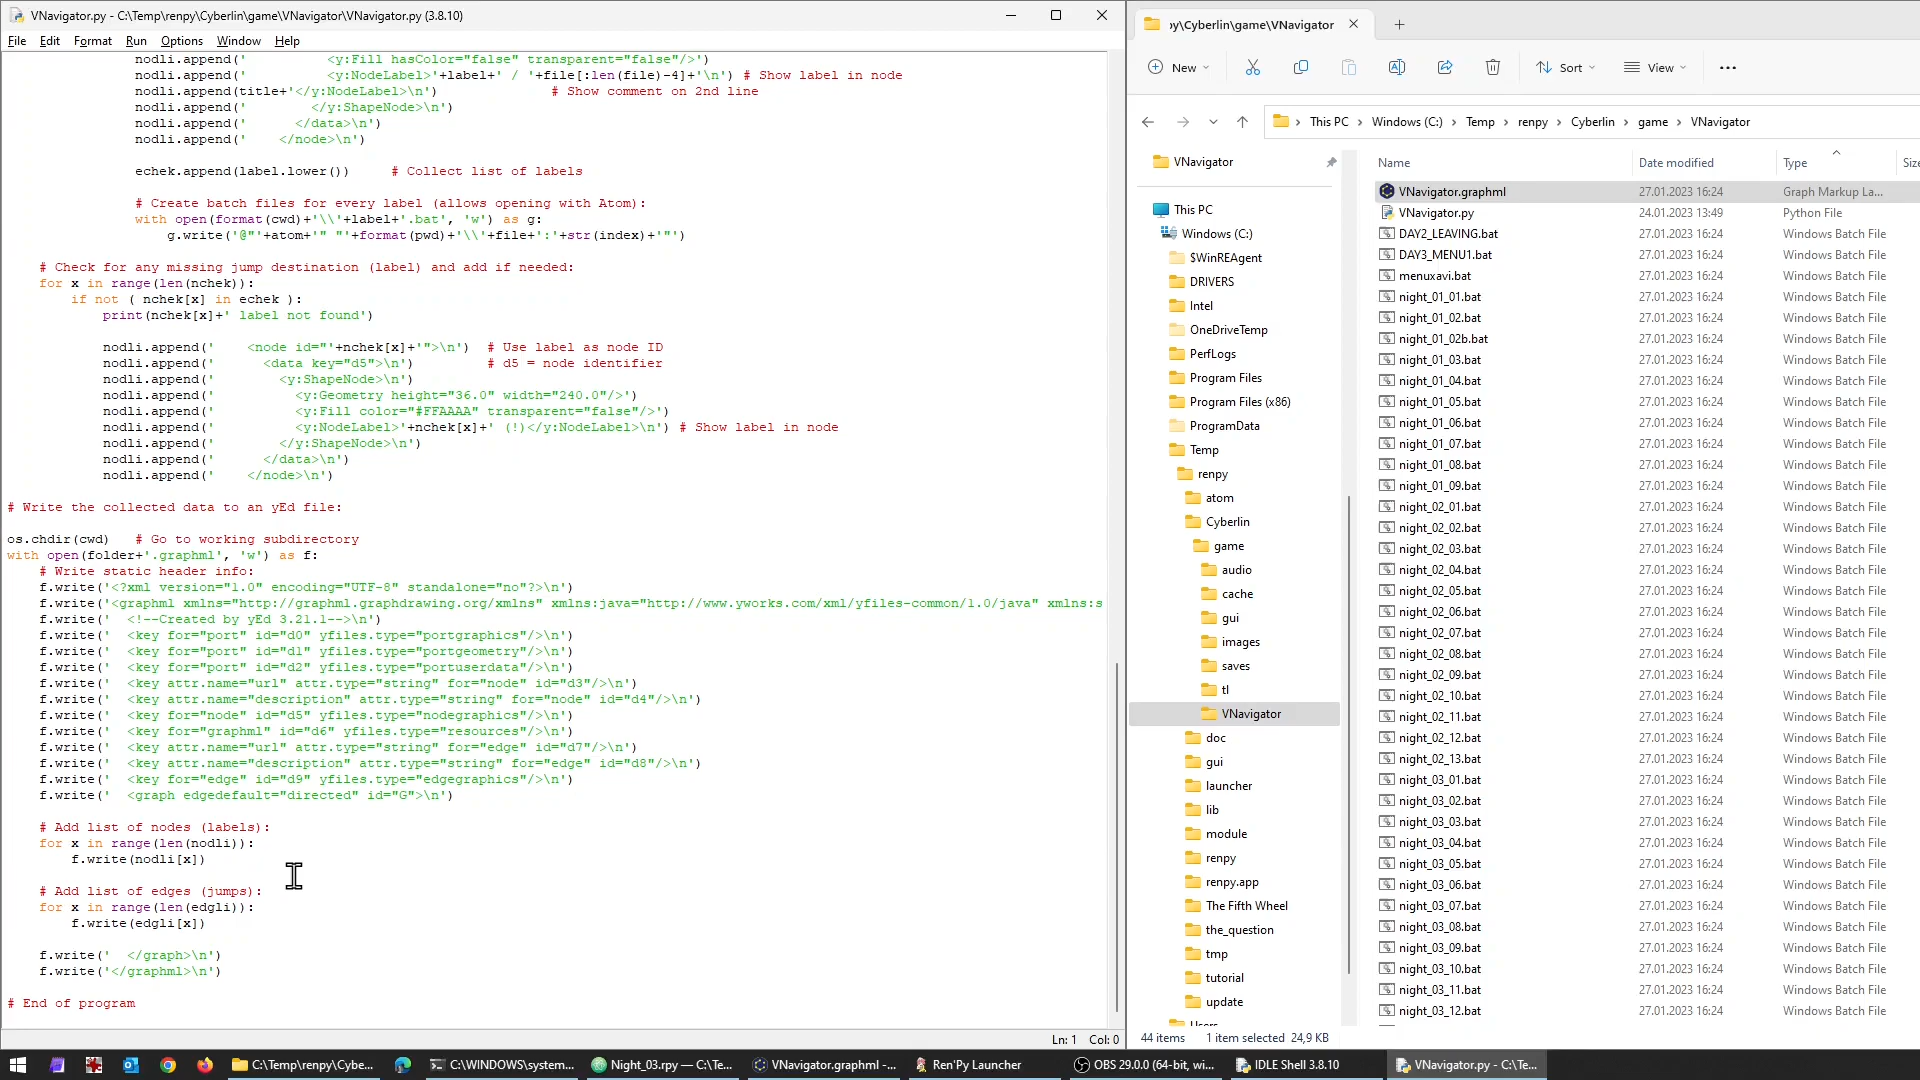 VNavigator.py - C:\Temp\renpy\Cyberlin\game\VNavigator\VNavigator.py (3.8.10)
File Edit Format Run Options Window Help
nodli.append('          <y:Fill hasColor="false" transparent="false"/>')
nodli.append('          <y:NodeLabel>'+label+' / '+file[:len(file)-4]+'\n') # Show label in node
nodli.append(title+'</y:NodeLabel>\n')              # Show comment on 2nd line
nodli.append('        </y:ShapeNode>\n')
nodli.append('      </data>\n')
nodli.append('    </node>\n')
echek.append(label.lower())     # Collect list of labels
# Create batch files for every label (allows opening with Atom):
with open(format(cwd)+'\\'+label+'.bat', 'w') as g:
g.write('@"'+atom+'" "'+format(pwd)+'\\'+file+':'+str(index)+'"')
# Check for any missing jump destination (label) and add if needed:
for x in range(len(nchek)):
if not ( nchek[x] in echek ):
print(nchek[x]+' label not found')
nodli.append('    <node id="'+nchek[x]+'">\n')  # Use label as node ID
nodli.append('      <data key="d5">\n')         # d5 = node identifier
nodli.append('        <y:ShapeNode>\n')
nodli.append('          <y:Geometry height="36.0" width="240.0"/>')
nodli.append('          <y:Fill color="#FFAAAA" transparent="false"/>')
nodli.append('          <y:NodeLabel>'+nchek[x]+' (!)</y:NodeLabel>\n') # Show label in node
nodli.append('        </y:ShapeNode>\n')
nodli.append('      </data>\n')
nodli.append('    </node>\n')
# Write the collected data to an yEd file:
os.chdir(cwd)   # Go to working subdirectory
with open(folder+'.graphml', 'w') as f:
# Write static header info:
f.write('<?xml version="1.0" encoding="UTF-8" standalone="no"?>\n')
f.write('<graphml xmlns="http://graphml.graphdrawing.org/xmlns" xmlns:java="http://www.yworks.com/xml/yfiles-common/1.0/java" xmlns:s
f.write('  <!--Created by yEd 3.21.1-->\n')
f.write('  <key for="port" id="d0" yfiles.type="portgraphics"/>\n')
f.write('  <key for="port" id="d1" yfiles.type="portgeometry"/>\n')
f.write('  <key for="port" id="d2" yfiles.type="portuserdata"/>\n')
f.write('  <key attr.name="url" attr.type="string" for="node" id="d3"/>\n')
f.write('  <key attr.name="description" attr.type="string" for="node" id="d4"/>\n')
f.write('  <key for="node" id="d5" yfiles.type="nodegraphics"/>\n')
f.write('  <key for="graphml" id="d6" yfiles.type="resources"/>\n')
f.write('  <key attr.name="url" attr.type="string" for="edge" id="d7"/>\n')
f.write('  <key attr.name="description" attr.type="string" for="edge" id="d8"/>\n')
f.write('  <key for="edge" id="d9" yfiles.type="edgegraphics"/>\n')
f.write('  <graph edgedefault="directed" id="G">\n')
# Add list of nodes (labels):
for x in range(len(nodli)):
f.write(nodli[x])
# Add list of edges (jumps):
for x in range(len(edgli)):
f.write(edgli[x])
f.write('  </graph>\n')
f.write('</graphml>\n')
# End of program
Ln: 1 Col: 0
py\Cyberlin\game\VNavigator
New Sort View
This PC Windows (C:) Temp renpy Cyberlin game VNavigator
VNavigator
This PC
Windows (C:)
$WinREAgent
DRIVERS
Intel
OneDriveTemp
PerfLogs
Program Files
Program Files (x86)
ProgramData
Temp
renpy
atom
Cyberlin
game
audio
cache
gui
images
saves
tl
VNavigator
doc
gui
launcher
lib
module
renpy
renpy.app
The Fifth Wheel
the_question
tmp
tutorial
update
Users
Name Date modified Type Size
VNavigator.graphml 27.01.2023 16:24 Graph Markup La...
VNavigator.py 24.01.2023 13:49 Python File
DAY2_LEAVING.bat 27.01.2023 16:24 Windows Batch File
DAY3_MENU1.bat 27.01.2023 16:24 Windows Batch File
menuxavi.bat 27.01.2023 16:24 Windows Batch File
night_01_01.bat 27.01.2023 16:24 Windows Batch File
night_01_02.bat 27.01.2023 16:24 Windows Batch File
night_01_02b.bat 27.01.2023 16:24 Windows Batch File
night_01_03.bat 27.01.2023 16:24 Windows Batch File
night_01_04.bat 27.01.2023 16:24 Windows Batch File
night_01_05.bat 27.01.2023 16:24 Windows Batch File
night_01_06.bat 27.01.2023 16:24 Windows Batch File
night_01_07.bat 27.01.2023 16:24 Windows Batch File
night_01_08.bat 27.01.2023 16:24 Windows Batch File
night_01_09.bat 27.01.2023 16:24 Windows Batch File
night_02_01.bat 27.01.2023 16:24 Windows Batch File
night_02_02.bat 27.01.2023 16:24 Windows Batch File
night_02_03.bat 27.01.2023 16:24 Windows Batch File
night_02_04.bat 27.01.2023 16:24 Windows Batch File
night_02_05.bat 27.01.2023 16:24 Windows Batch File
night_02_06.bat 27.01.2023 16:24 Windows Batch File
night_02_07.bat 27.01.2023 16:24 Windows Batch File
night_02_08.bat 27.01.2023 16:24 Windows Batch File
night_02_09.bat 27.01.2023 16:24 Windows Batch File
night_02_10.bat 27.01.2023 16:24 Windows Batch File
night_02_11.bat 27.01.2023 16:24 Windows Batch File
night_02_12.bat 27.01.2023 16:24 Windows Batch File
night_02_13.bat 27.01.2023 16:24 Windows Batch File
night_03_01.bat 27.01.2023 16:24 Windows Batch File
night_03_02.bat 27.01.2023 16:24 Windows Batch File
night_03_03.bat 27.01.2023 16:24 Windows Batch File
night_03_04.bat 27.01.2023 16:24 Windows Batch File
night_03_05.bat 27.01.2023 16:24 Windows Batch File
night_03_06.bat 27.01.2023 16:24 Windows Batch File
night_03_07.bat 27.01.2023 16:24 Windows Batch File
night_03_08.bat 27.01.2023 16:24 Windows Batch File
night_03_09.bat 27.01.2023 16:24 Windows Batch File
night_03_10.bat 27.01.2023 16:24 Windows Batch File
night_03_11.bat 27.01.2023 16:24 Windows Batch File
night_03_12.bat 27.01.2023 16:24 Windows Batch File
44 items 1 item selected 24,9 KB
C:\Temp\renpy\Cybe... C:\WINDOWS\system... Night_03.rpy — C:\Te... VNavigator.graphml -... Ren'Py Launcher OBS 29.0.0 (64-bit, wi... IDLE Shell 3.8.10 VNavigator.py - C:\Te...